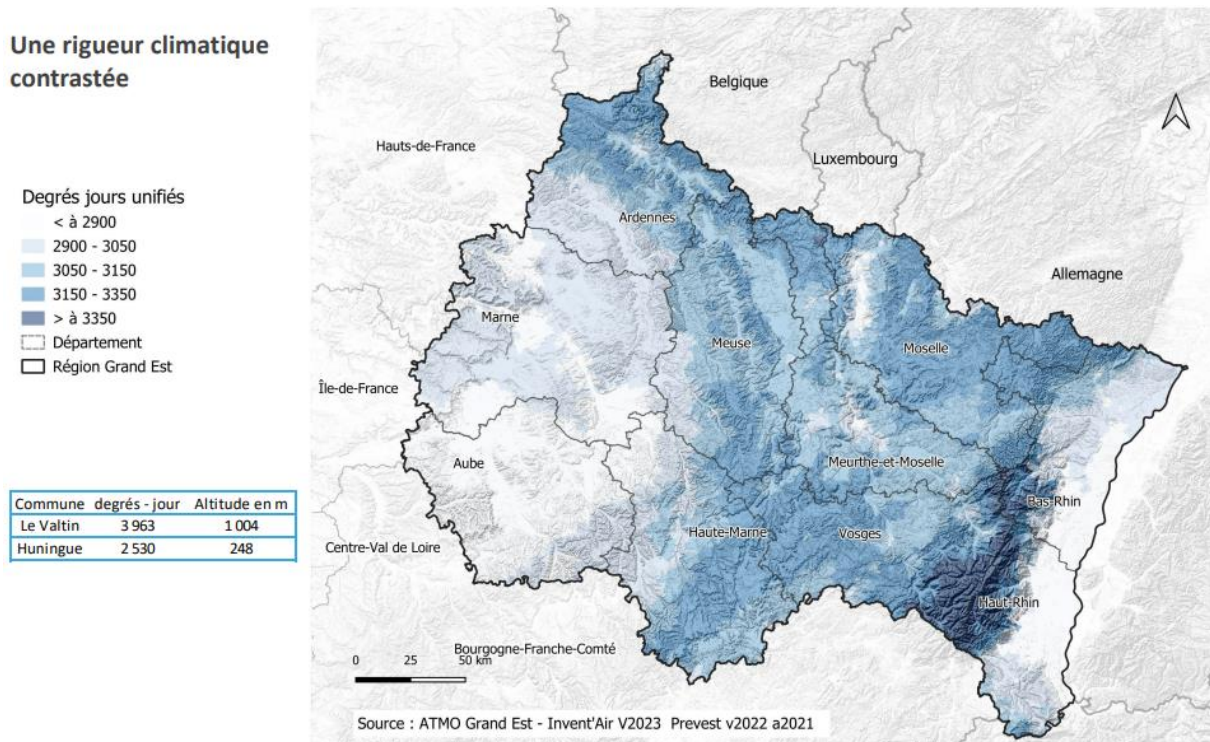 Une rigueur climatique
contrastée
Degrés jours unifiés
< à 2900
2900 - 3050
3050 - 3150
3150 - 3350
> à 3350
Département
Région Grand Est
Commune degrés - jour Altitude en m
Le Valtin 3 963 1 004
Huningue 2 530 248
Belgique
Hauts-de-France
Luxembourg
Ardennes
Allemagne
Marne
Meuse
Moselle
Île-de-France
Aube
Meurthe-et-Moselle
Bas-Rhin
Centre-Val de Loire
Haute-Marne
Vosges
Haut-Rhin
Bourgogne-Franche-Comté
0 25 50 km
Source : ATMO Grand Est - Invent'Air V2023 Prevest v2022 a2021